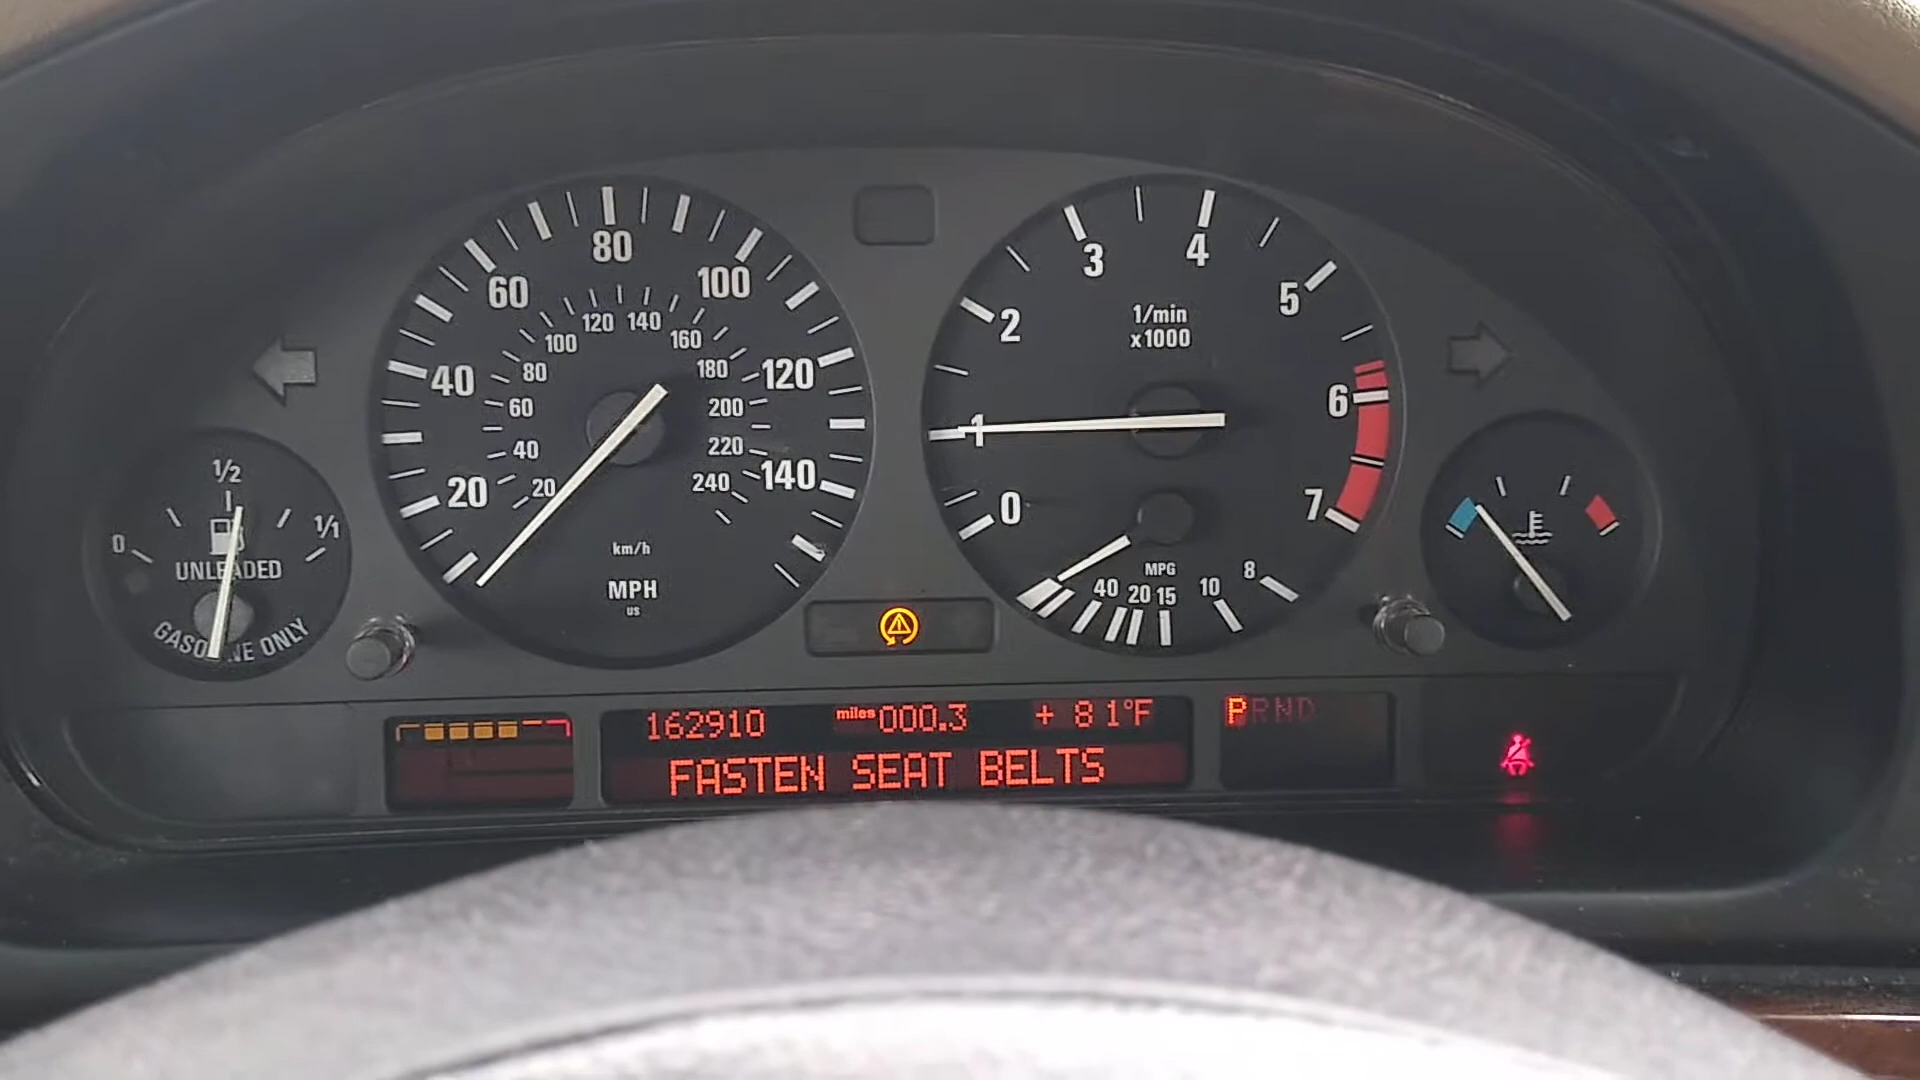 0
1/2
1/1
UNLEADED
GASOLINE ONLY
20
40
60
80
100
120
140
20
40
60
80
100
120
140
160
180
200
220
240
km/h
MPH
US
0
1
2
3
4
5
6
7
1/min
x1000
MPG
40 20 15 10 8
162910 miles 000.3 + 81°F
FASTEN SEAT BELTS
PRND